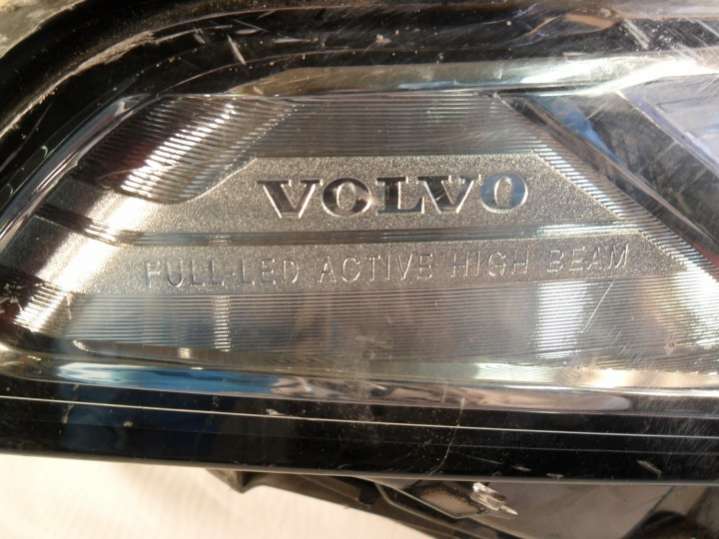 VOLVO
FULL-LED ACTIVE HIGH BEAM